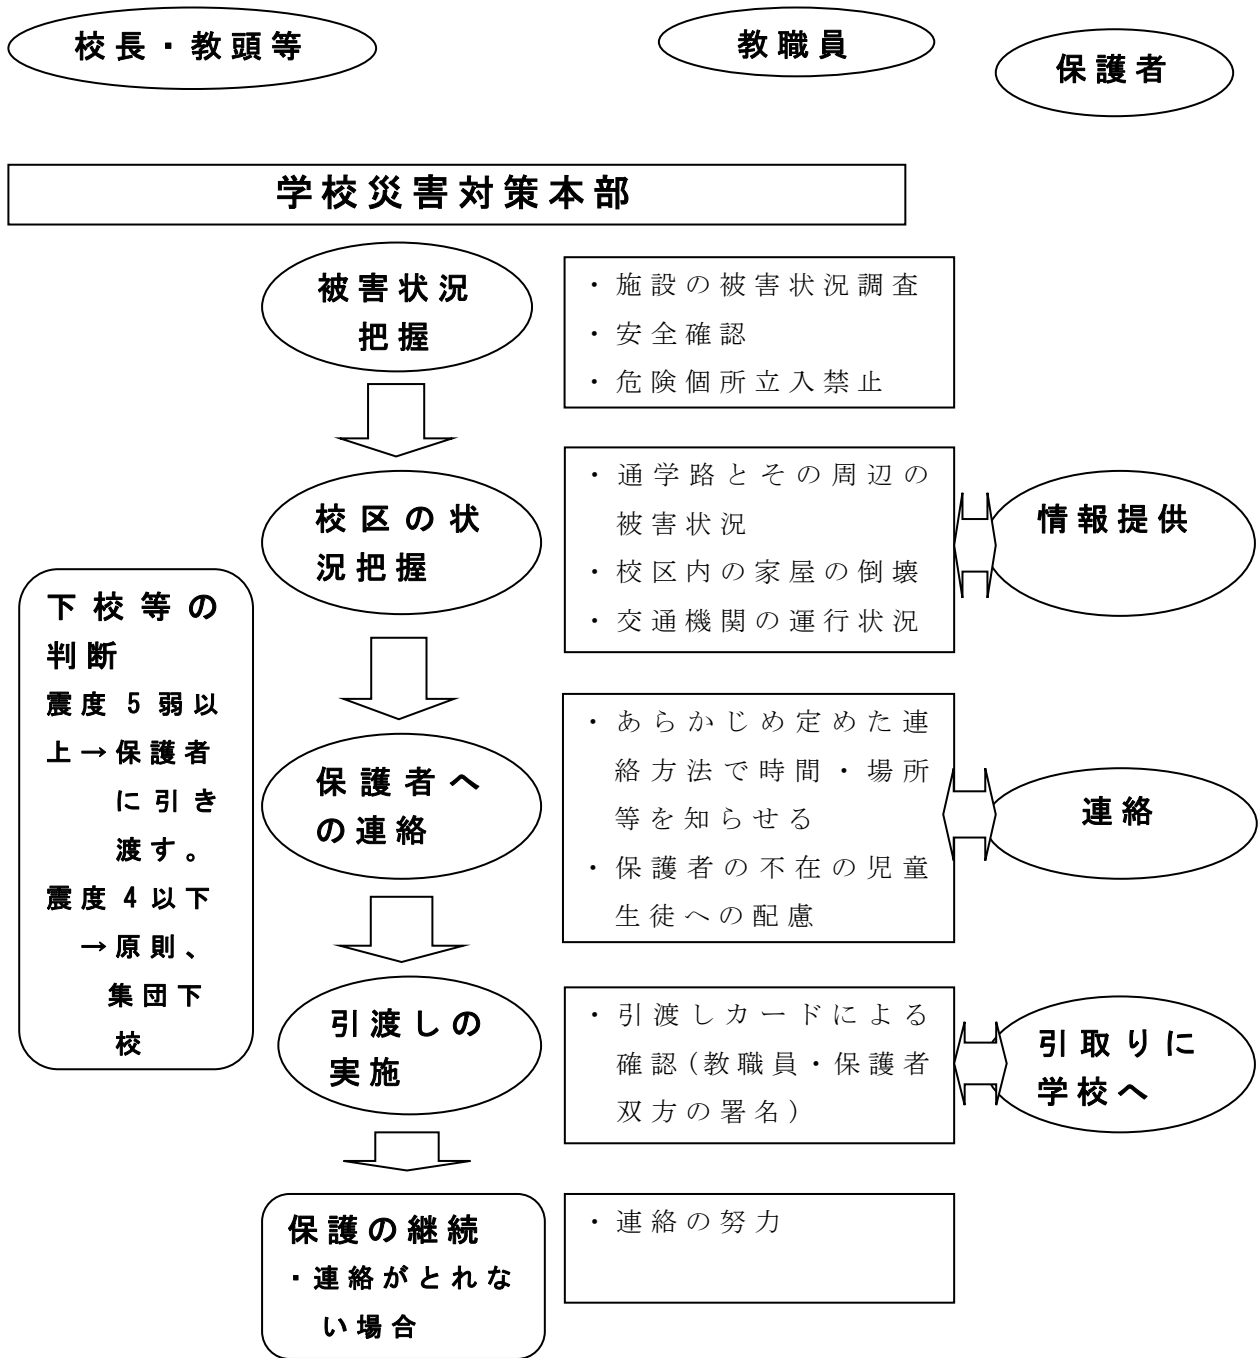 校長・教頭等
教職員
保護者
学校災害対策本部
被害状況
把握
・施設の被害状況調査
・安全確認
・危険個所立入禁止
校区の状
況把握
・通学路とその周辺の
被害状況
・校区内の家屋の倒壊
・交通機関の運行状況
情報提供
下校等の
判断
震度5弱以
上→保護者
に引き
渡す。
震度4以下
→原則、
集団下
校
保護者へ
の連絡
・あらかじめ定めた連
絡方法で時間・場所
等を知らせる
・保護者の不在の児童
生徒への配慮
連絡
引渡しの
実施
・引渡しカードによる
確認(教職員・保護者
双方の署名)
引取りに
学校へ
保護の継続
・連絡がとれな
い場合
・連絡の努力